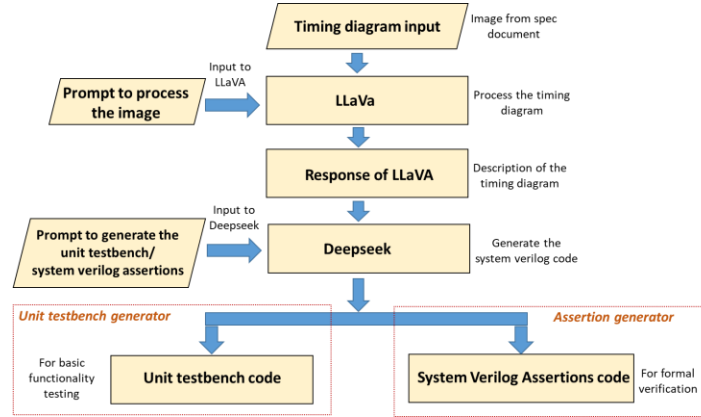 Timing diagram input
Image from spec
document
Input to
LLaVA
Prompt to process
the image
LLaVa
Process the timing
diagram
Response of LLaVA
Description of the
timing diagram
Input to
Deepseek
Prompt to generate the
unit testbench/
system verilog assertions
Deepseek
Generate the
system verilog code
Unit testbench generator
Assertion generator
For basic
functionality
testing
Unit testbench code
System Verilog Assertions code
For formal
verification